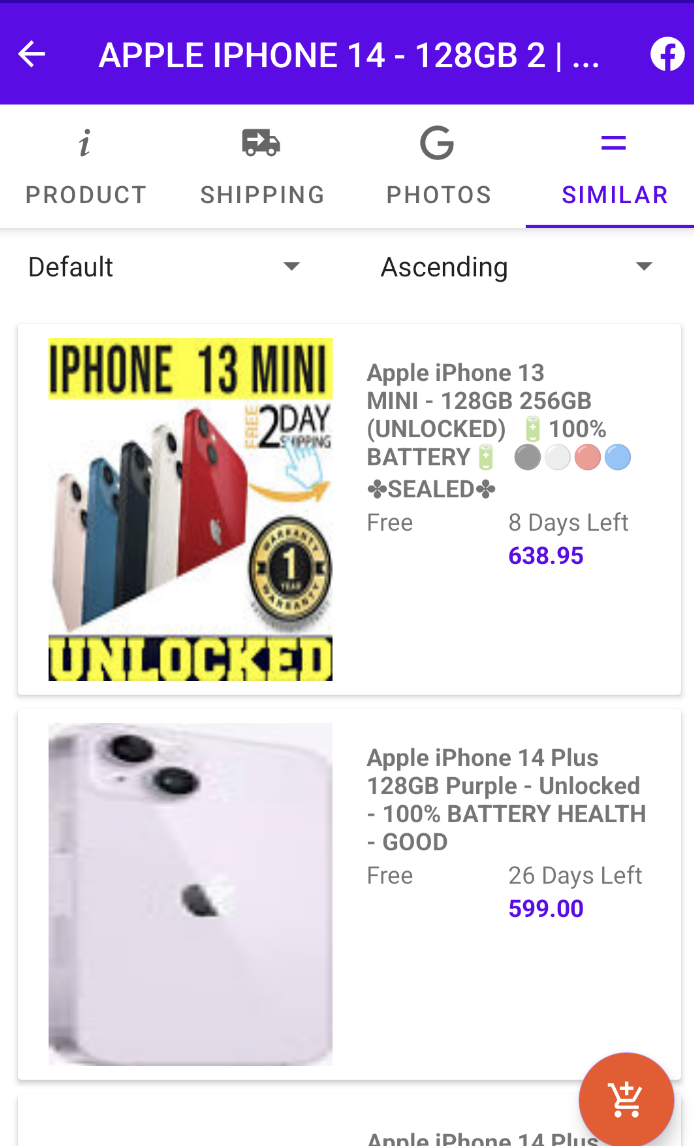 APPLE IPHONE 14 - 128GB 2 | ...
PRODUCT
SHIPPING
PHOTOS
SIMILAR
Default
Ascending
IPHONE 13 MINI
FREE
2DAY
SHIPPING
WARRANTY
1
YEAR
WARRANTY
UNLOCKED
Apple iPhone 13
MINI - 128GB 256GB
(UNLOCKED) 🔋100%
BATTERY🔋 ⚫⚪🔴🔵
✤SEALED✤
Free
8 Days Left
638.95
Apple iPhone 14 Plus
128GB Purple - Unlocked
- 100% BATTERY HEALTH
- GOOD
Free
26 Days Left
599.00
Apple iPhone 14 Plus